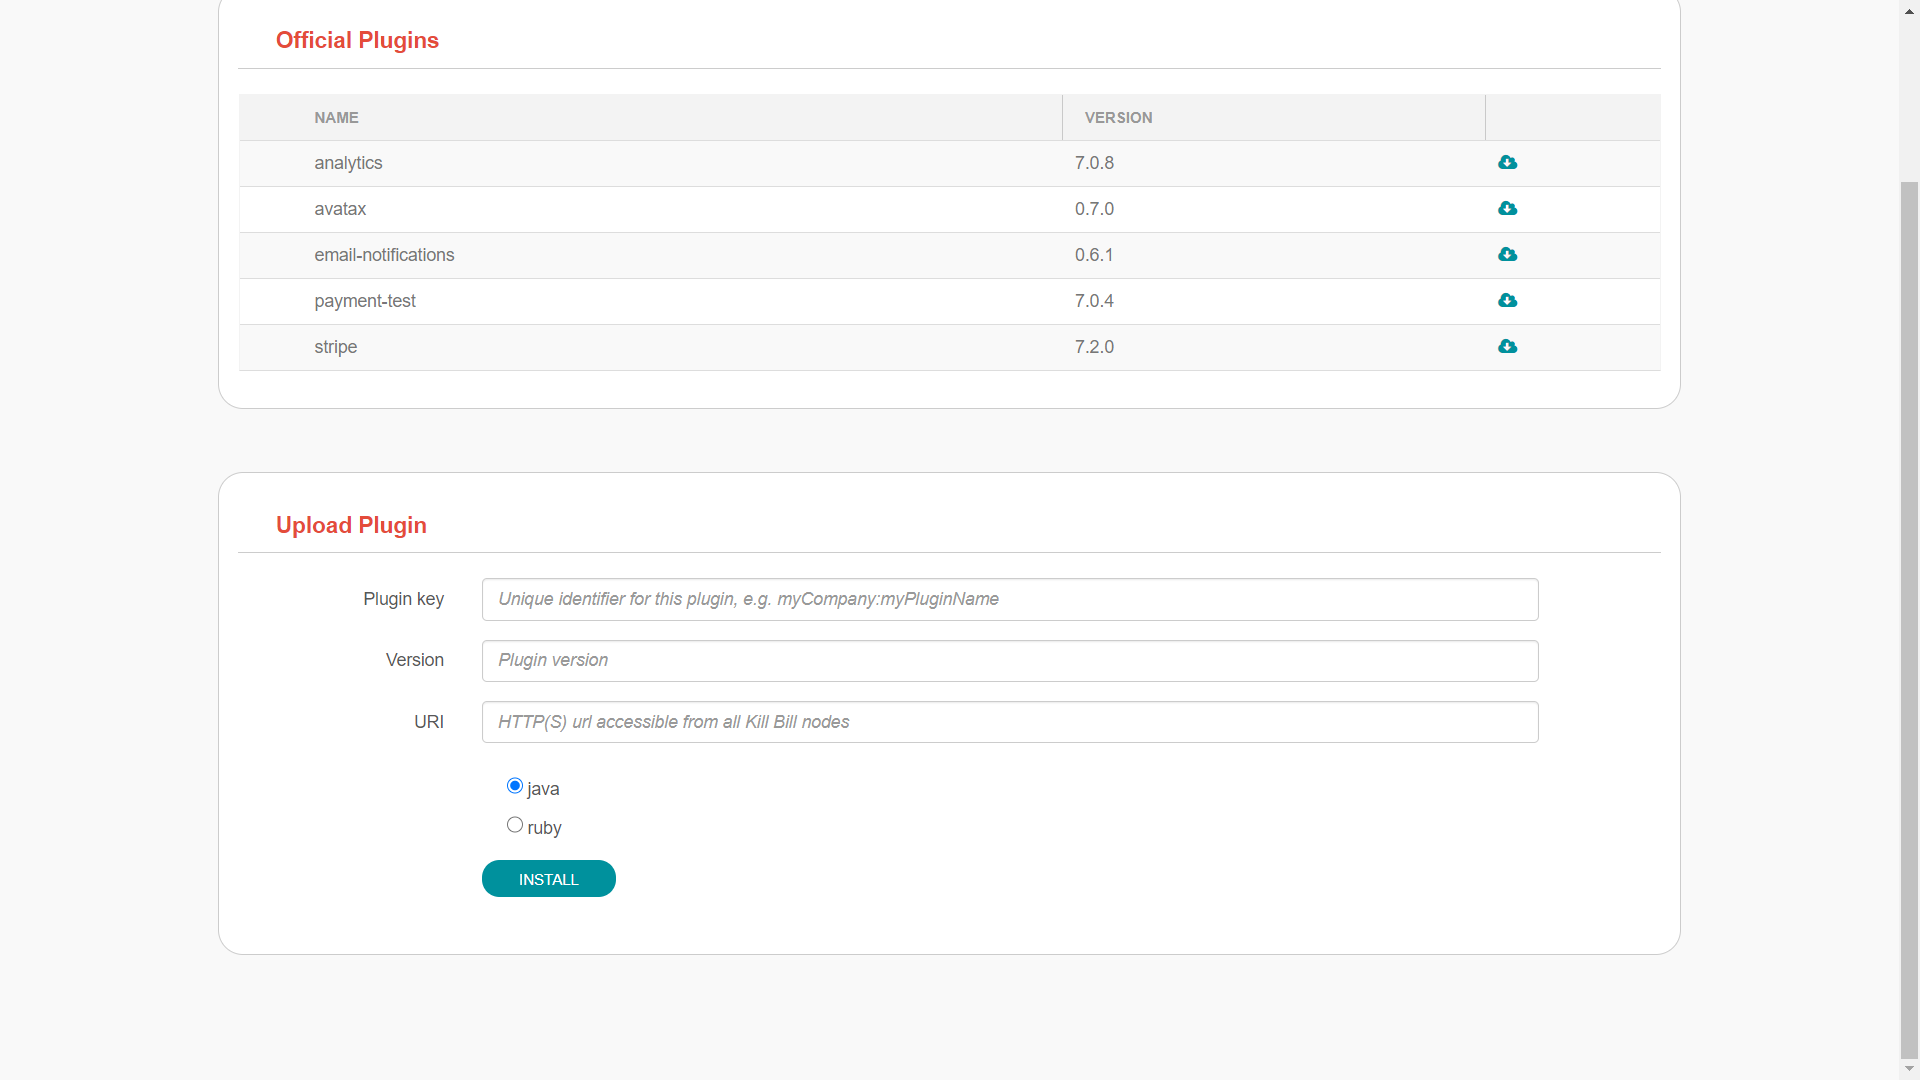 Official Plugins
NAME VERSION
analytics 7.0.8
avatax 0.7.0
email-notifications 0.6.1
payment-test 7.0.4
stripe 7.2.0
Upload Plugin
Plugin key Unique identifier for this plugin, e.g. myCompany:myPluginName
Version Plugin version
URI HTTP(S) url accessible from all Kill Bill nodes
java
ruby
INSTALL